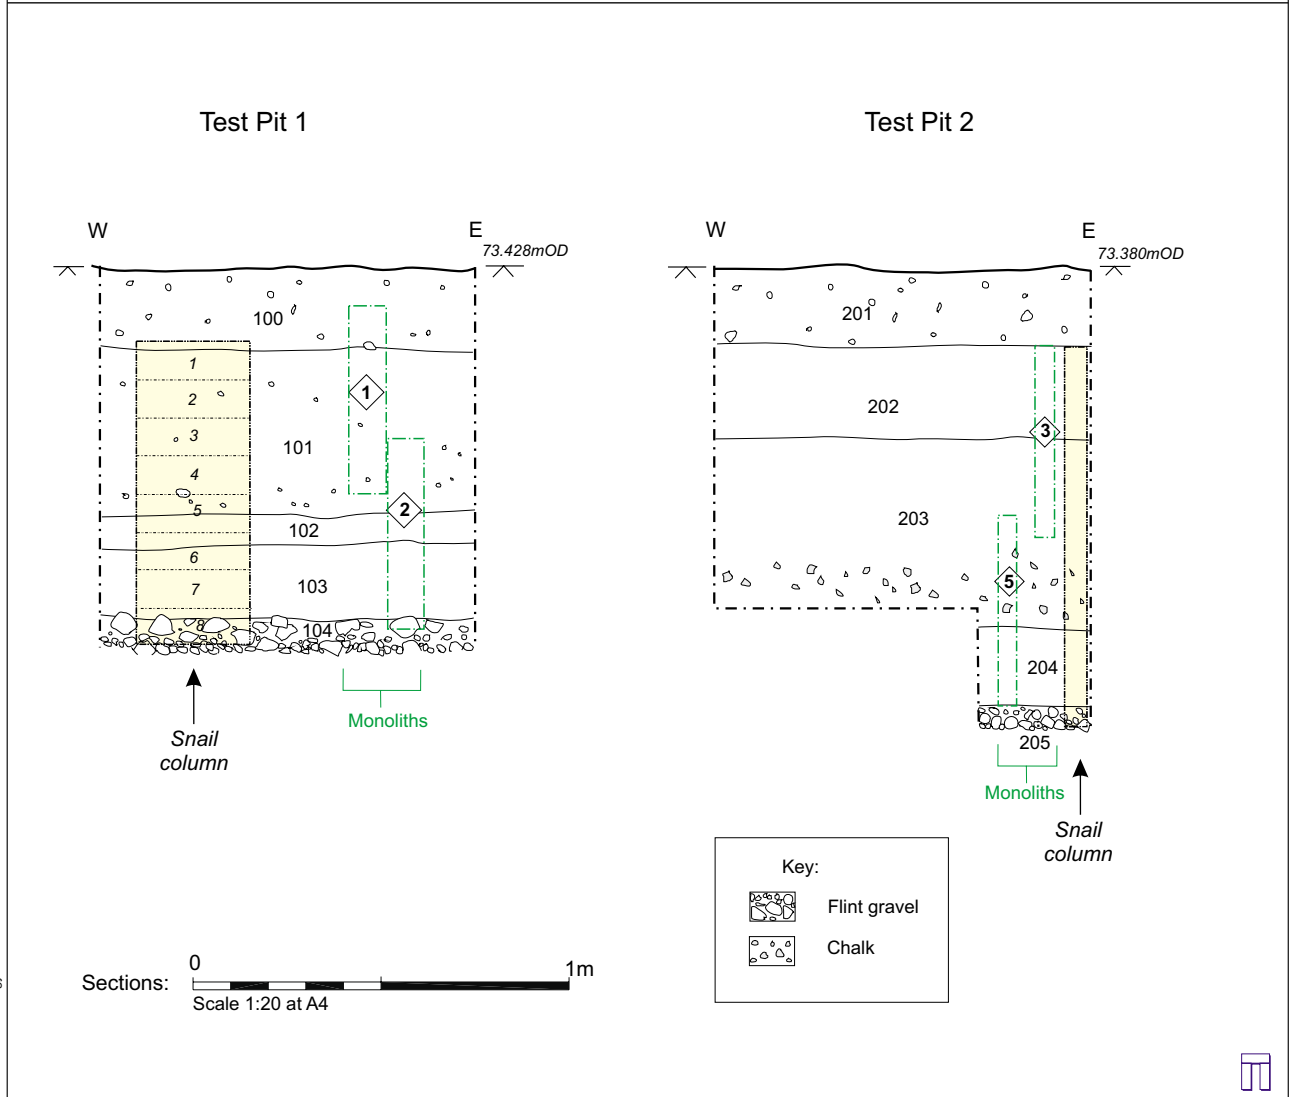 Test Pit 1
Test Pit 2
W
E
73.428mOD
W
E
73.380mOD
100
1
2
3
4
5
6
7
8
101
102
103
104
1
2
Snail
column
Monoliths
201
202
203
204
205
3
5
Monoliths
Snail
column
Key:
Flint gravel
Chalk
Sections:
0
1m
Scale 1:20 at A4